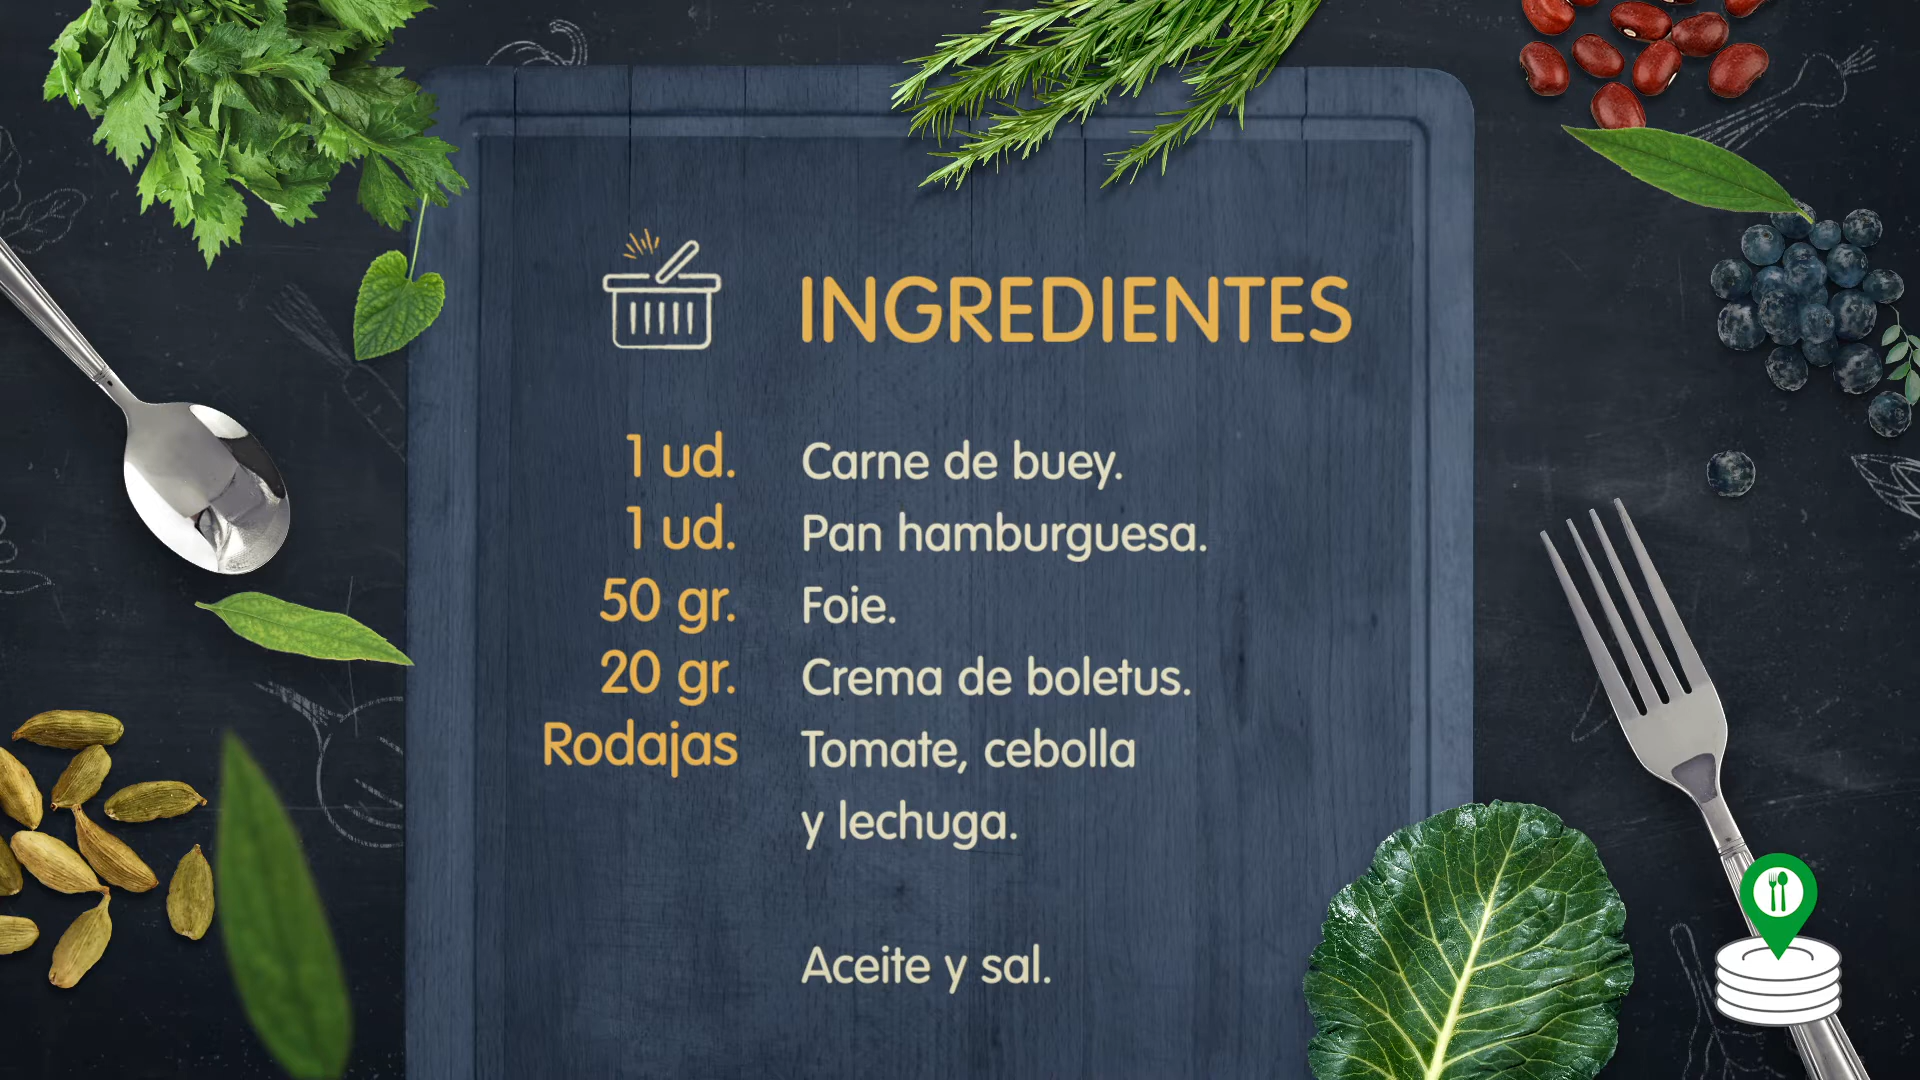 INGREDIENTES
1 ud. Carne de buey.
1 ud. Pan hamburguesa.
50 gr. Foie.
20 gr. Crema de boletus.
Rodajas Tomate, cebolla
y lechuga.
Aceite y sal.